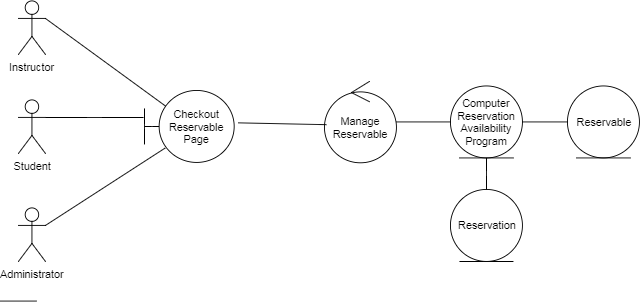 Instructor
Checkout
Reservable
Page
Student
Manage
Reservable
Computer
Reservation
Availability
Program
Reservable
Reservation
Administrator